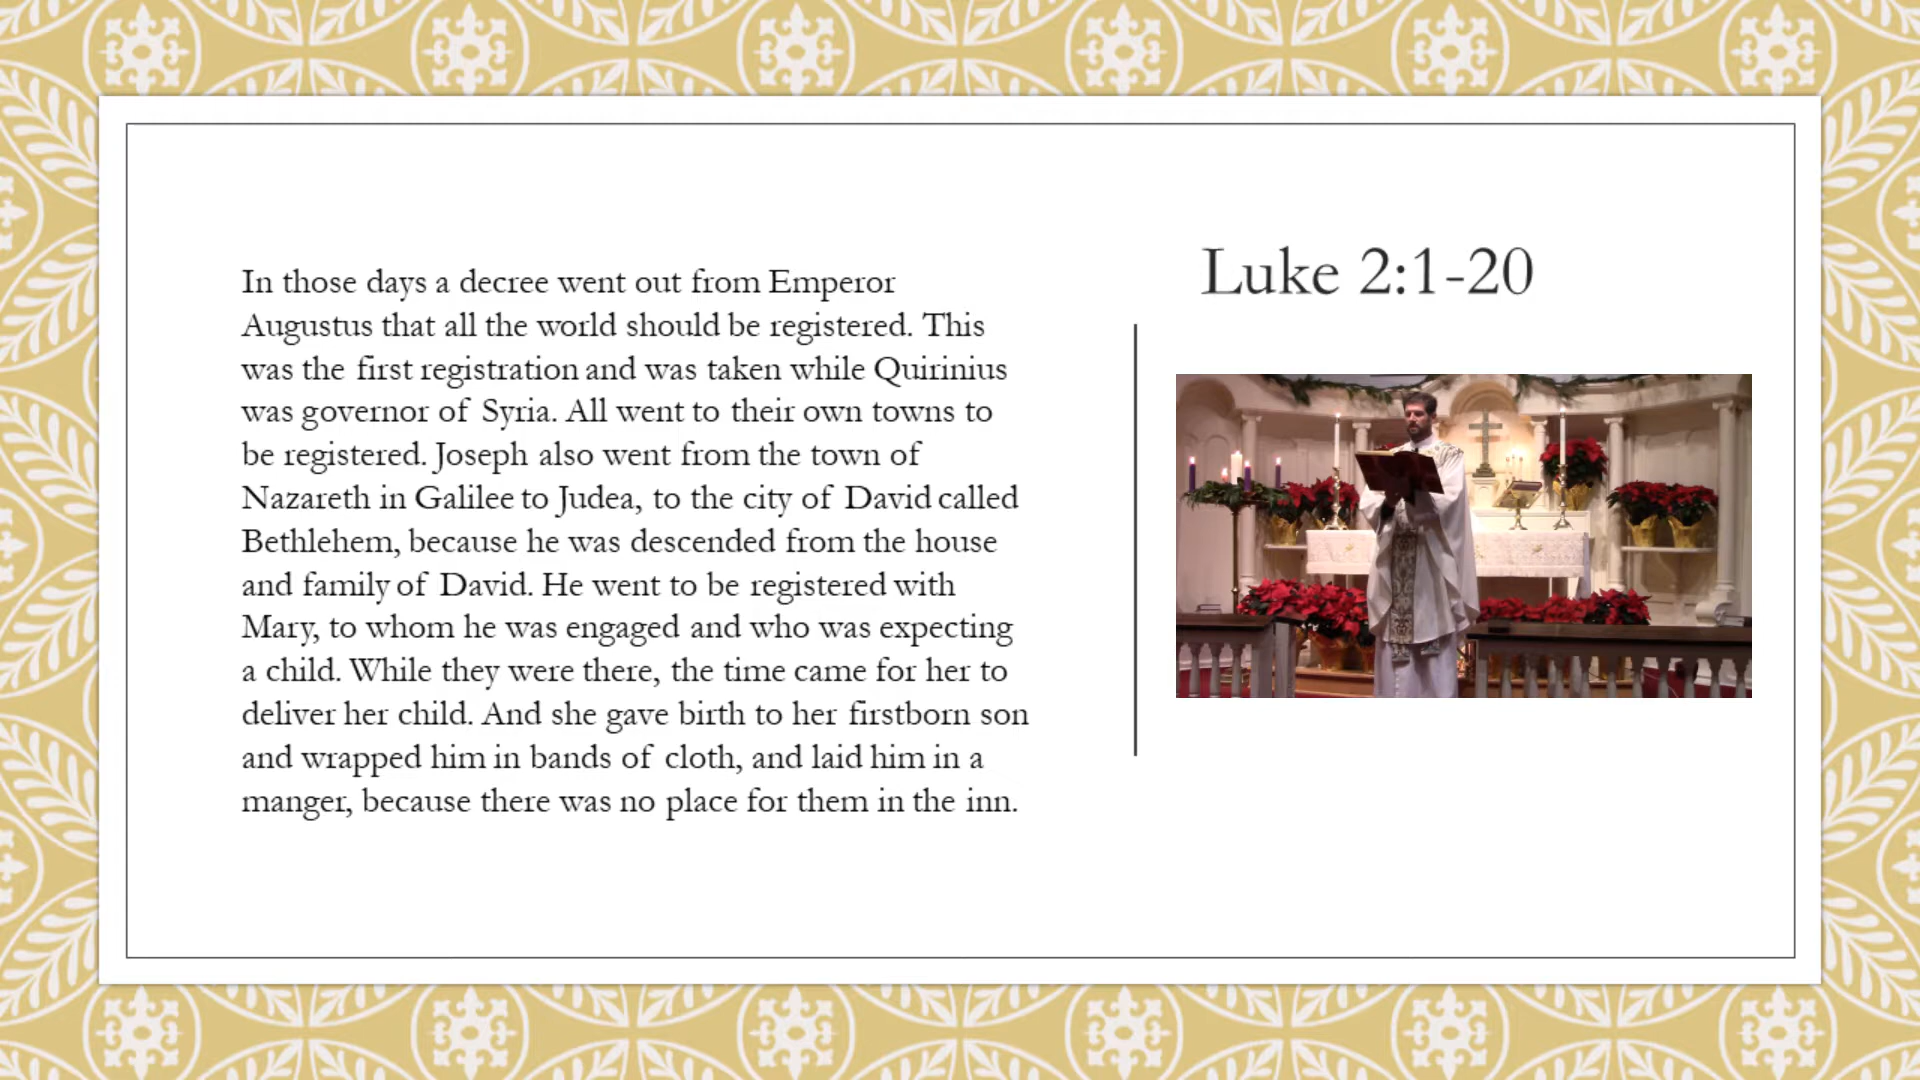 In those days a decree went out from Emperor
Augustus that all the world should be registered. This
was the first registration and was taken while Quirinius
was governor of Syria. All went to their own towns to
be registered. Joseph also went from the town of
Nazareth in Galilee to Judea, to the city of David called
Bethlehem, because he was descended from the house
and family of David. He went to be registered with
Mary, to whom he was engaged and who was expecting
a child. While they were there, the time came for her to
deliver her child. And she gave birth to her firstborn son
and wrapped him in bands of cloth, and laid him in a
manger, because there was no place for them in the inn.
Luke 2:1-20